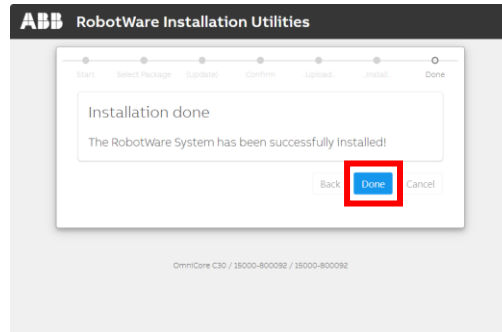 ABB RobotWare Installation Utilities
Start Select Package (Update) Confirm Upload... Install... Done
Installation done
The RobotWare System has been successfully installed!
Back Done Cancel
OmniCore C30 / 15000-800092 / 15000-800092